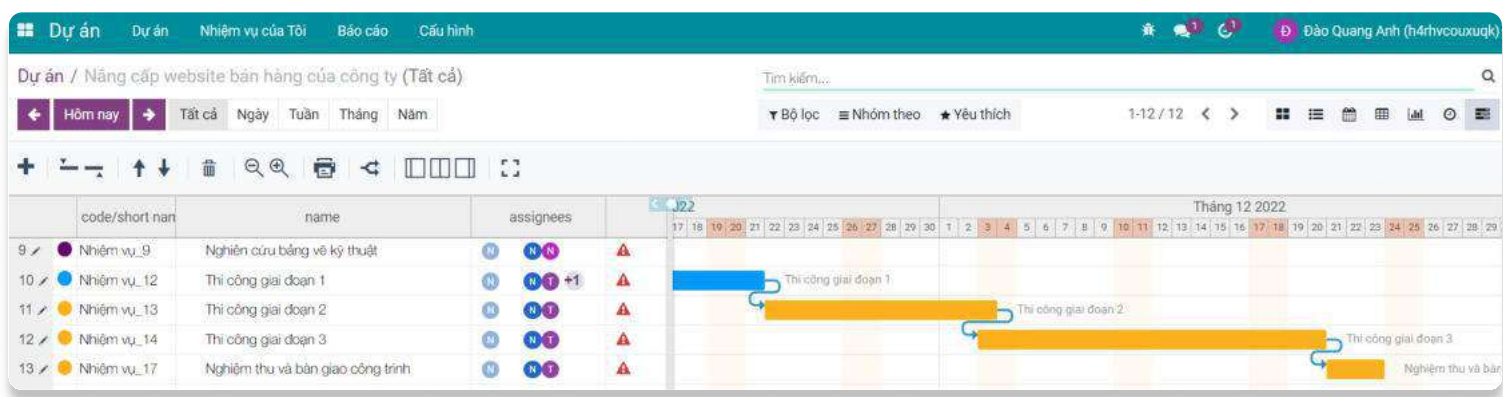 Dự án Dự án Nhiệm vụ của Tôi Báo cáo Cấu hình 1 1 Đ Đào Quang Anh (h4rhvcouxuqk)
Dự án / Nâng cấp website bán hàng của công ty (Tất cả) Tìm kiếm...
Hôm nay Tất cả Ngày Tuần Tháng Năm Bộ lọc Nhóm theo Yêu thích 1-12 / 12
code/short nan name assignees 022 Tháng 12 2022
17 18 19 20 21 22 23 24 25 26 27 28 29 30 1 2 3 4 5 6 7 8 9 10 11 12 13 14 15 16 17 18 19 20 21 22 23 24 25 26 27 28 29
9 Nhiệm vụ_9 Nghiên cứu bảng vẽ kỹ thuật N N N
10 Nhiệm vụ_12 Thi công giai đoạn 1 N N T +1 Thi công giai đoạn 1
11 Nhiệm vụ_13 Thi công giai đoạn 2 N N T Thi công giai đoạn 2
12 Nhiệm vụ_14 Thi công giai đoạn 3 N N T Thi công giai đoạn 3
13 Nhiệm vụ_17 Nghiệm thu và bàn giao công trình N N T Nghiệm thu và bàn